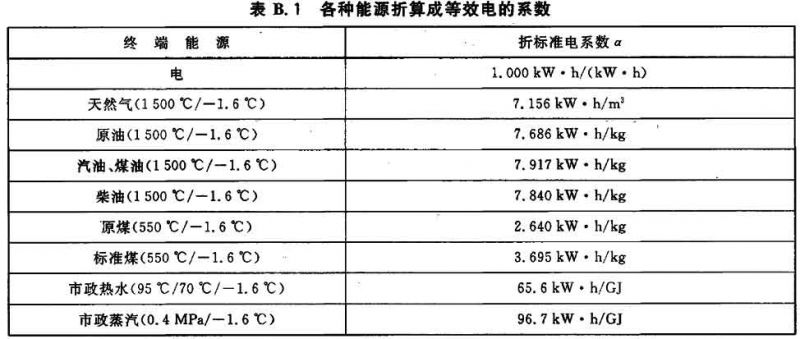 表 B.1 各种能源折算成等效电的系数
终端能源 折标准电系数α
电 1.000 kW·h/(kW·h)
天然气(1 500 ℃/−1.6 ℃) 7.156 kW·h/m³
原油(1 500 ℃/−1.6 ℃) 7.686 kW·h/kg
汽油、煤油(1 500 ℃/−1.6 ℃) 7.917 kW·h/kg
柴油(1 500 ℃/−1.6 ℃) 7.840 kW·h/kg
原煤(550 ℃/−1.6 ℃) 2.640 kW·h/kg
标准煤(550 ℃/−1.6 ℃) 3.695 kW·h/kg
市政热水(95 ℃/70 ℃/−1.6 ℃) 65.6 kW·h/GJ
市政蒸汽(0.4 MPa/−1.6 ℃) 96.7 kW·h/GJ